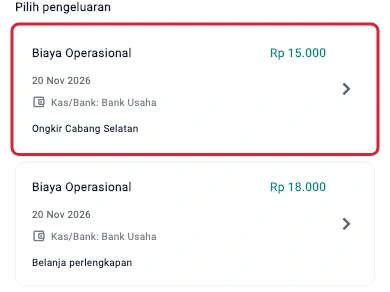 Pilih pengeluaran
Biaya Operasional Rp 15.000
20 Nov 2026
Kas/Bank: Bank Usaha
Ongkir Cabang Selatan
Biaya Operasional Rp 18.000
20 Nov 2026
Kas/Bank: Bank Usaha
Belanja perlengkapan